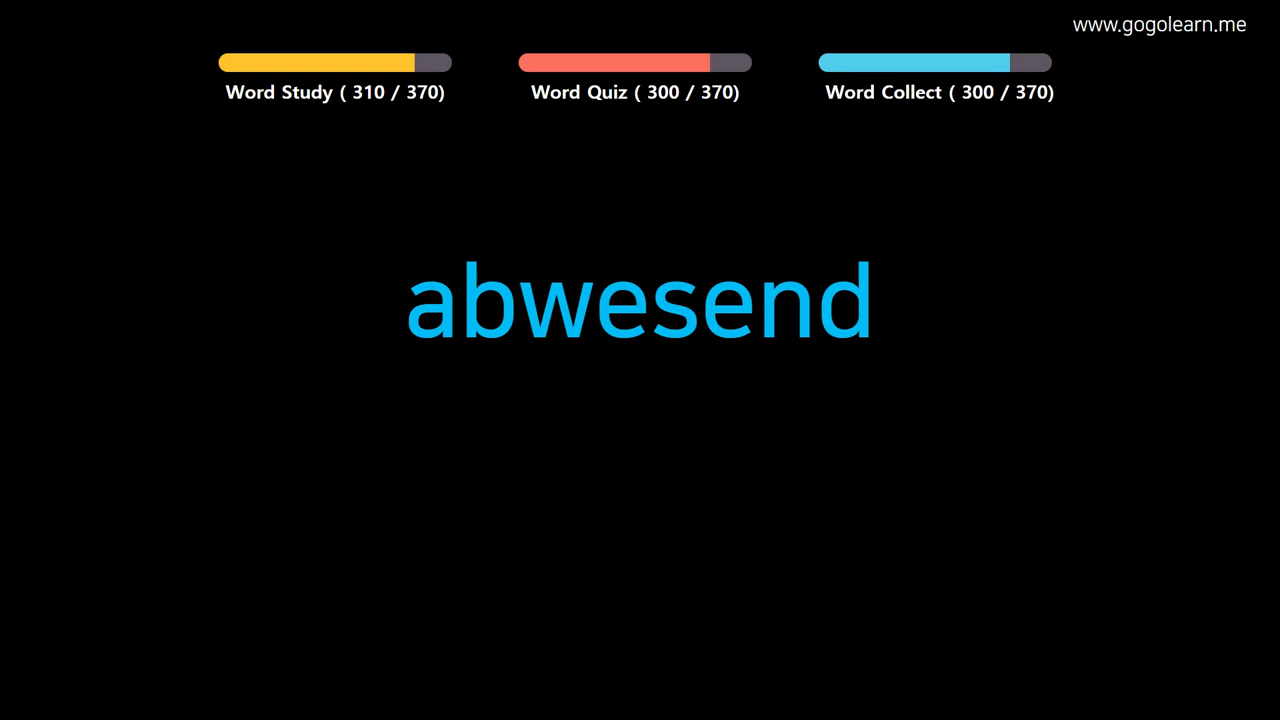 www.gogolearn.me
Word Study ( 310 / 370)
Word Quiz ( 300 / 370)
Word Collect ( 300 / 370)
abwesend